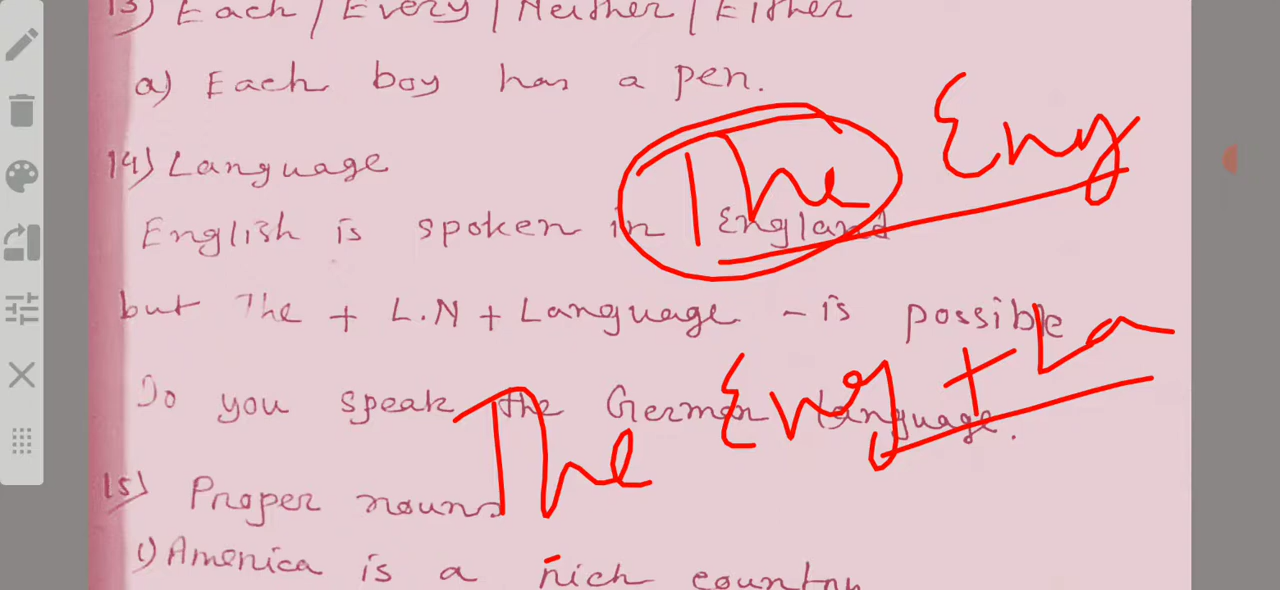 13) Each / Every / Neither / Either
a) Each boy has a pen.
14) Language
The Eng
English is spoken in England
but The + L.N + Language - is possible
Do you speak the German language.
The Eng + La
15) Proper nouns
1) America is a rich country